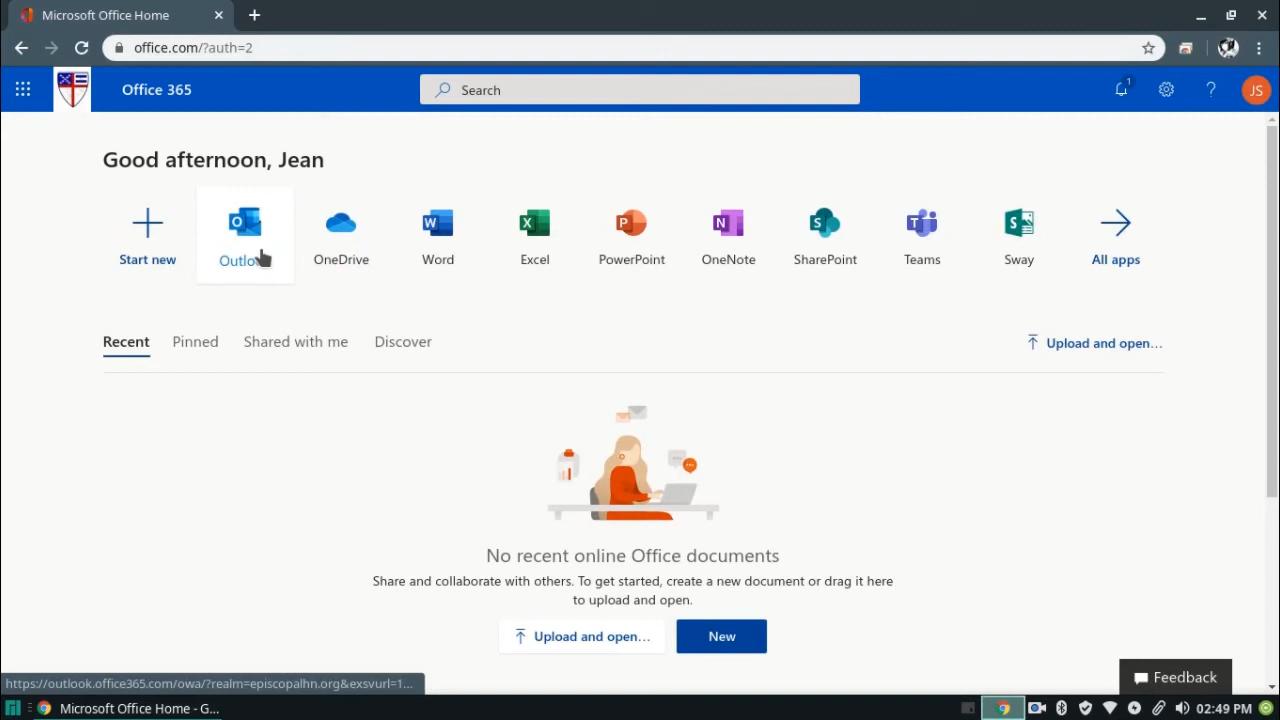 Microsoft Office Home
office.com/?auth=2
Office 365
Search
1
JS
Good afternoon, Jean
Start new
OneDrive
Word
Excel
PowerPoint
OneNote
SharePoint
Teams
Sway
All apps
Recent
Pinned
Shared with me
Discover
Upload and open...
No recent online Office documents
Share and collaborate with others. To get started, create a new document or drag it here
to upload and open.
Upload and open...
New
Feedback
https://outlook.office365.com/owa/?realm=episcopalhn.org&exsvurl=1...
Microsoft Office Home - G...
02:49 PM